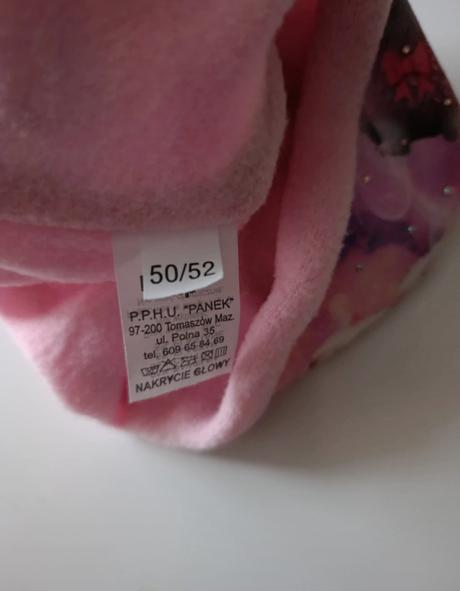 50/52
P.P.H.U. "PANEK"
97-200 Tomaszów Maz.
ul. Polna 35
tel. 609 65 84 69
NAKRYCIE GŁOWY